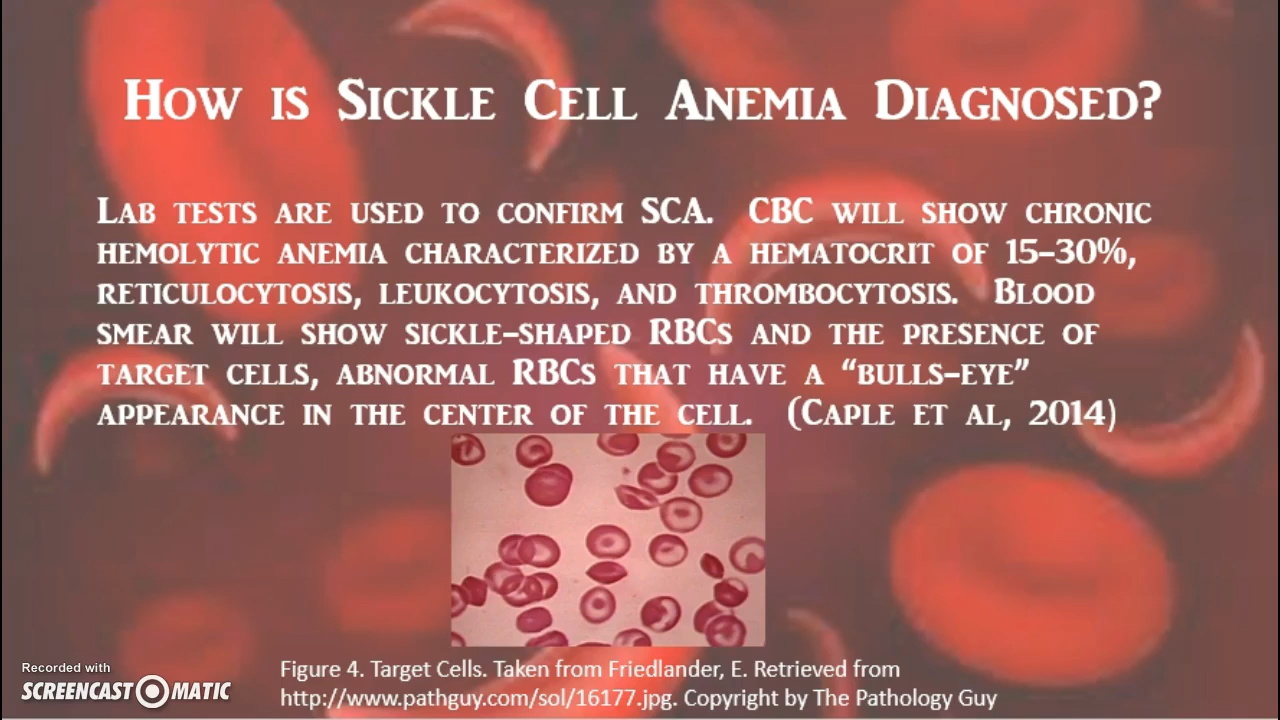 How is Sickle Cell Anemia Diagnosed?
Lab tests are used to confirm SCA. CBC will show chronic
hemolytic anemia characterized by a hematocrit of 15-30%,
reticulocytosis, leukocytosis, and thrombocytosis. Blood
smear will show sickle-shaped RBCs and the presence of
target cells, abnormal RBCs that have a “bulls-eye”
appearance in the center of the cell. (Caple et al, 2014)
Figure 4. Target Cells. Taken from Friedlander, E. Retrieved from
http://www.pathguy.com/sol/16177.jpg. Copyright by The Pathology Guy
Recorded with
SCREENCAST-O-MATIC